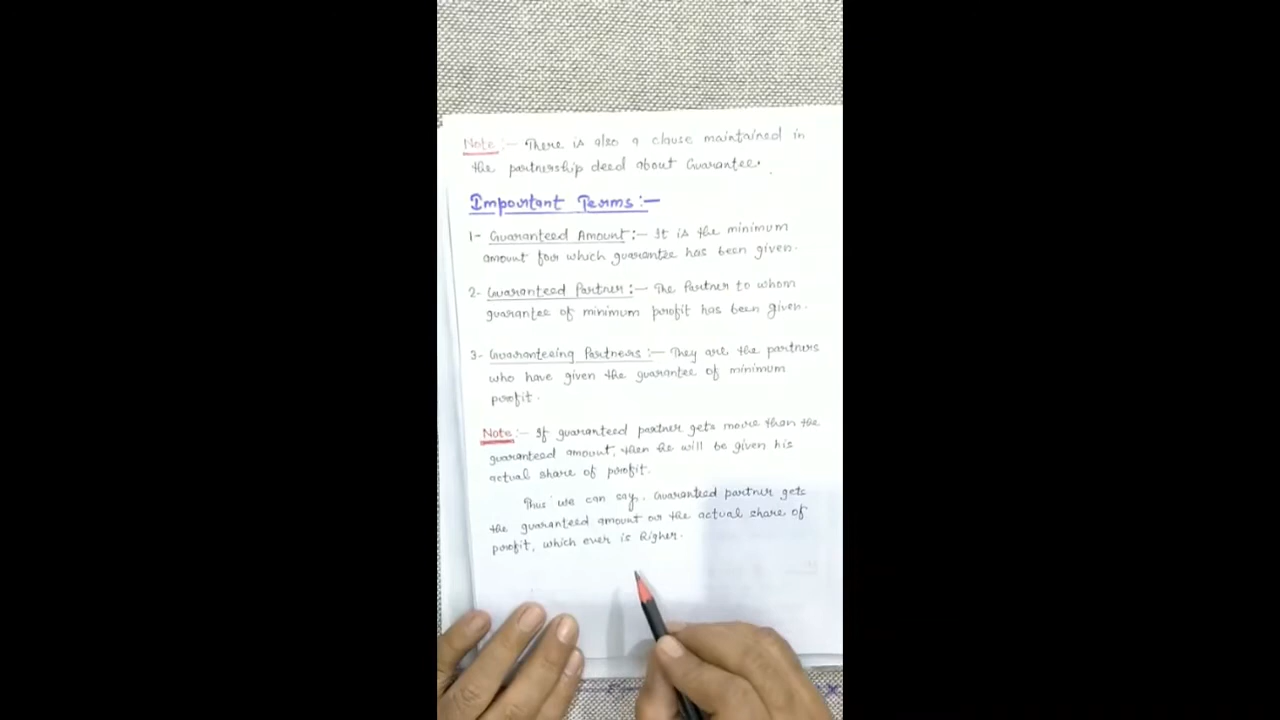 Note :- There is also a clause maintained in
the partnership deed about Guarantee.
Important Terms :-
1- Guaranteed Amount :- It is the minimum
amount for which guarantee has been given.
2- Guaranteed Partner :- The Partner to whom
guarantee of minimum profit has been given.
3- Guaranteeing Partners :- They are the partners
who have given the guarantee of minimum
profit.
Note :- If guaranteed partner gets more than the
guaranteed amount, then he will be given his
actual share of profit.
Thus we can say, Guaranteed partner gets
the guaranteed amount or the actual share of
profit, which ever is Higher.